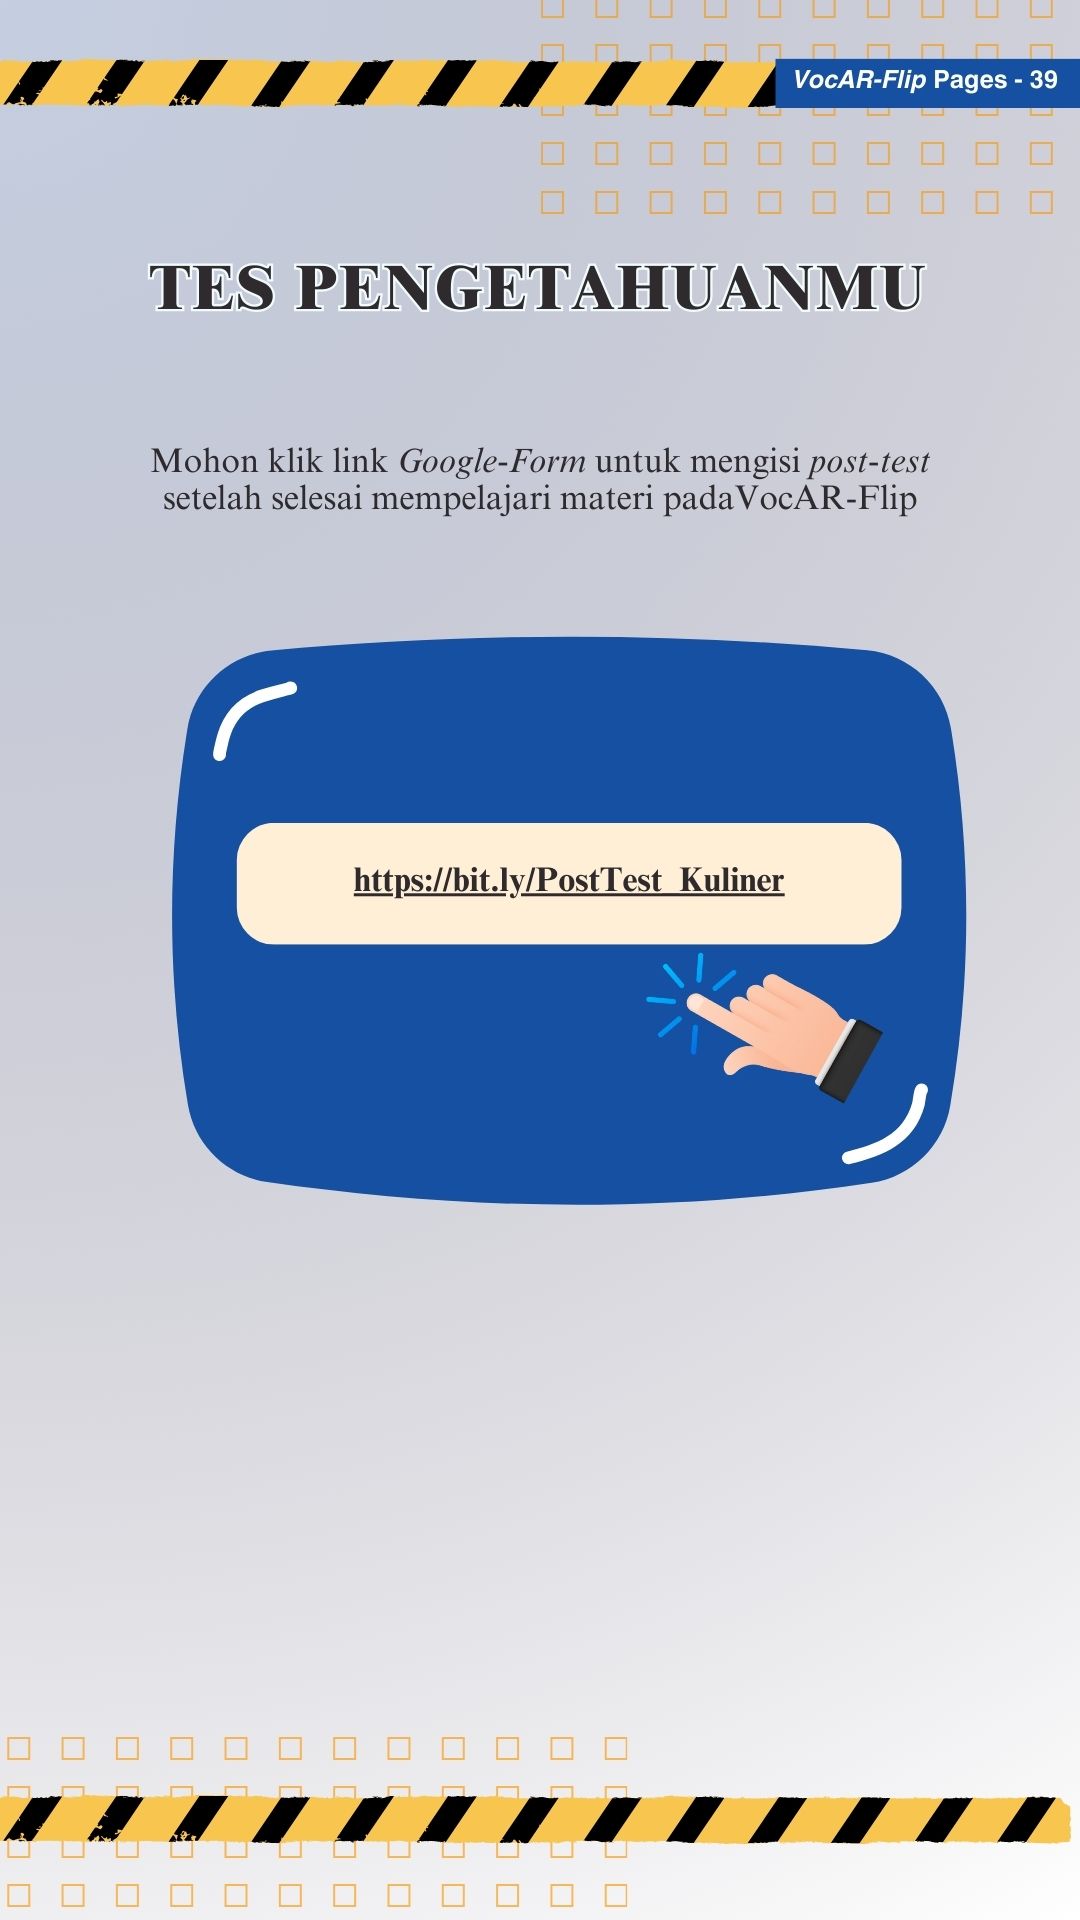 VocAR-Flip Pages - 39
TES PENGETAHUANMU
Mohon klik link Google-Form untuk mengisi post-test
setelah selesai mempelajari materi padaVocAR-Flip
https://bit.ly/PostTest_Kuliner